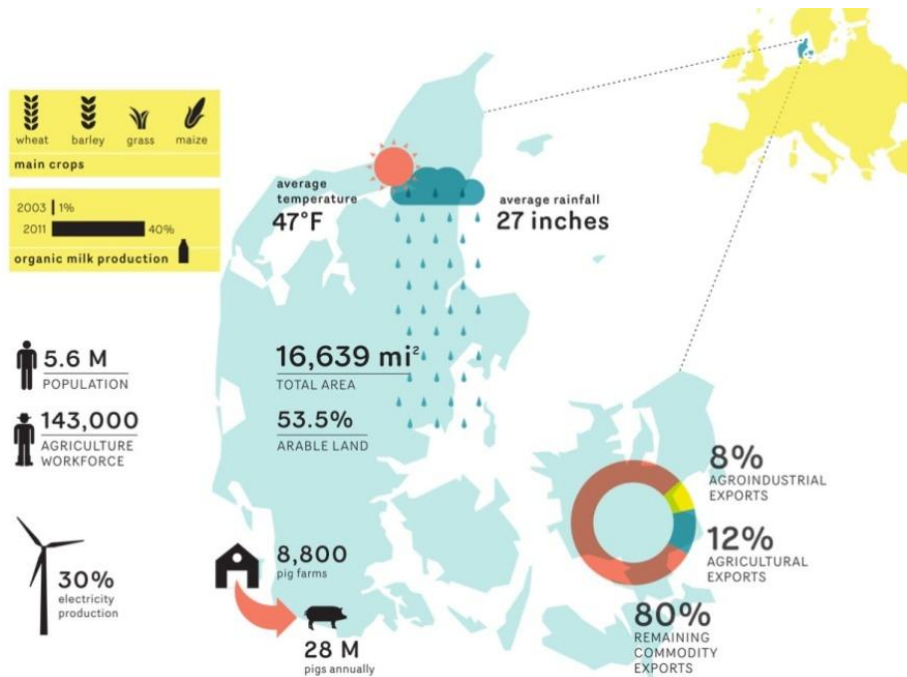 wheat barley grass maize
main crops
2003 1%
2011 40%
organic milk production
average
temperature
47°F
average rainfall
27 inches
5.6 M
POPULATION
143,000
AGRICULTURE
WORKFORCE
16,639 mi²
TOTAL AREA
53.5%
ARABLE LAND
30%
electricity
production
8,800
pig farms
28 M
pigs annually
8%
AGROINDUSTRIAL
EXPORTS
12%
AGRICULTURAL
EXPORTS
80%
REMAINING
COMMODITY
EXPORTS